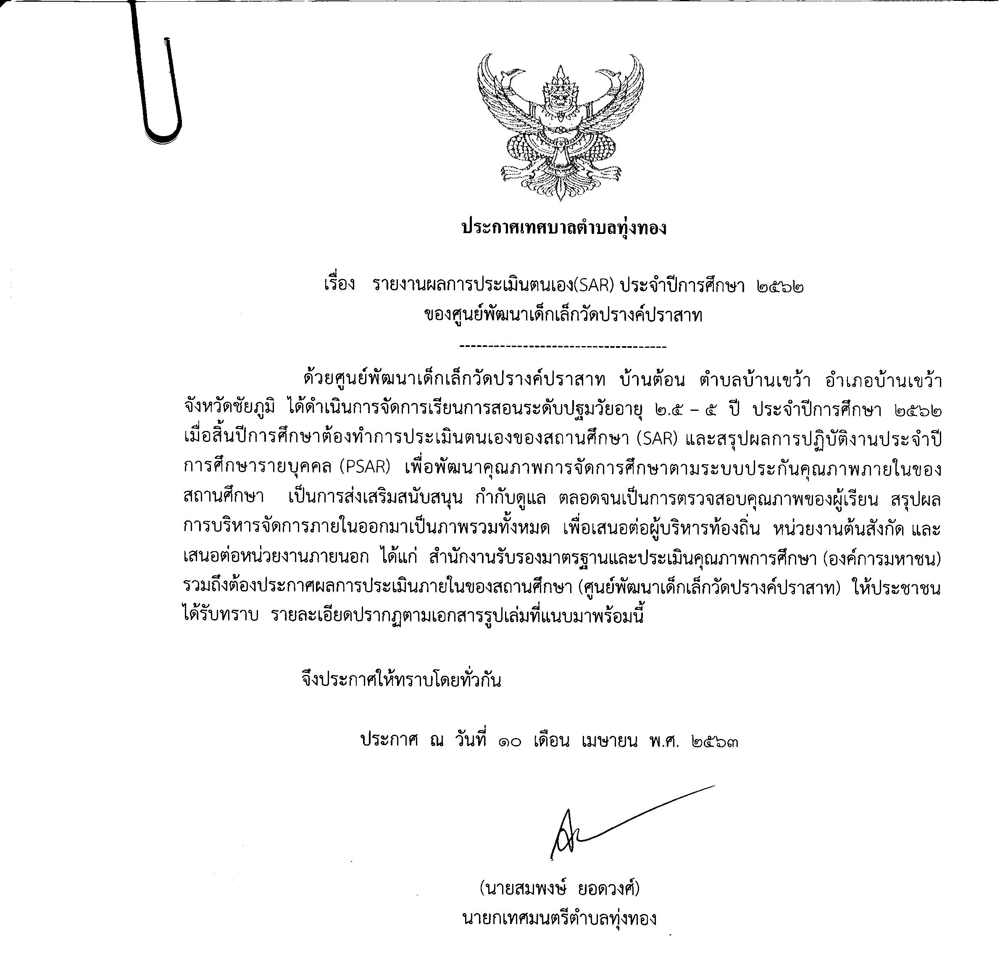 ประกาศเทศบาลตำบลทุ่งทอง
เรื่อง รายงานผลการประเมินตนเอง(SAR) ประจำปีการศึกษา ๒๕๖๒
ของศูนย์พัฒนาเด็กเล็กวัดปรางค์ปราสาท
------------------------------------
ด้วยศูนย์พัฒนาเด็กเล็กวัดปรางค์ปราสาท บ้านต้อน ตำบลบ้านเขว้า อำเภอบ้านเขว้า
จังหวัดชัยภูมิ ได้ดำเนินการจัดการเรียนการสอนระดับปฐมวัยอายุ ๒.๕ – ๕ ปี ประจำปีการศึกษา ๒๕๖๒
เมื่อสิ้นปีการศึกษาต้องทำการประเมินตนเองของสถานศึกษา (SAR) และสรุปผลการปฏิบัติงานประจำปี
การศึกษารายบุคคล (PSAR) เพื่อพัฒนาคุณภาพการจัดการศึกษาตามระบบประกันคุณภาพภายในของ
สถานศึกษา เป็นการส่งเสริมสนับสนุน กำกับดูแล ตลอดจนเป็นการตรวจสอบคุณภาพของผู้เรียน สรุปผล
การบริหารจัดการภายในออกมาเป็นภาพรวมทั้งหมด เพื่อเสนอต่อผู้บริหารท้องถิ่น หน่วยงานต้นสังกัด และ
เสนอต่อหน่วยงานภายนอก ได้แก่ สำนักงานรับรองมาตรฐานและประเมินคุณภาพการศึกษา (องค์การมหาชน)
รวมถึงต้องประกาศผลการประเมินภายในของสถานศึกษา (ศูนย์พัฒนาเด็กเล็กวัดปรางค์ปราสาท) ให้ประชาชน
ได้รับทราบ รายละเอียดปรากฏตามเอกสารรูปเล่มที่แนบมาพร้อมนี้
จึงประกาศให้ทราบโดยทั่วกัน
ประกาศ ณ วันที่ ๑๐ เดือน เมษายน พ.ศ. ๒๕๖๓
(นายสมพงษ์ ยอดวงศ์)
นายกเทศมนตรีตำบลทุ่งทอง